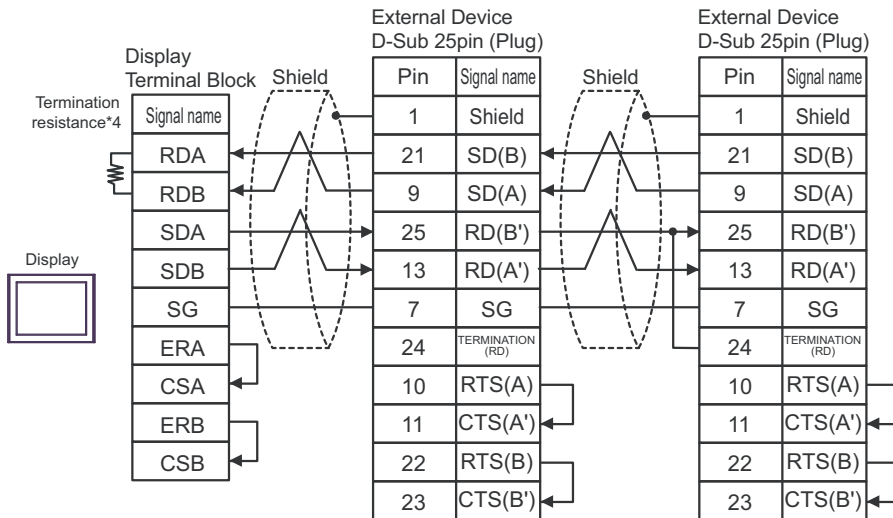 External Device
D-Sub 25pin (Plug)
External Device
D-Sub 25pin (Plug)
Display
Terminal Block
Shield
Shield
Termination
resistance*4
Signal name
RDA
RDB
SDA
SDB
SG
ERA
CSA
ERB
CSB
Display
Pin Signal name
1 Shield
21 SD(B)
9 SD(A)
25 RD(B')
13 RD(A')
7 SG
24 TERMINATION
(RD)
10 RTS(A)
11 CTS(A')
22 RTS(B)
23 CTS(B')
Pin Signal name
1 Shield
21 SD(B)
9 SD(A)
25 RD(B')
13 RD(A')
7 SG
24 TERMINATION
(RD)
10 RTS(A)
11 CTS(A')
22 RTS(B)
23 CTS(B')